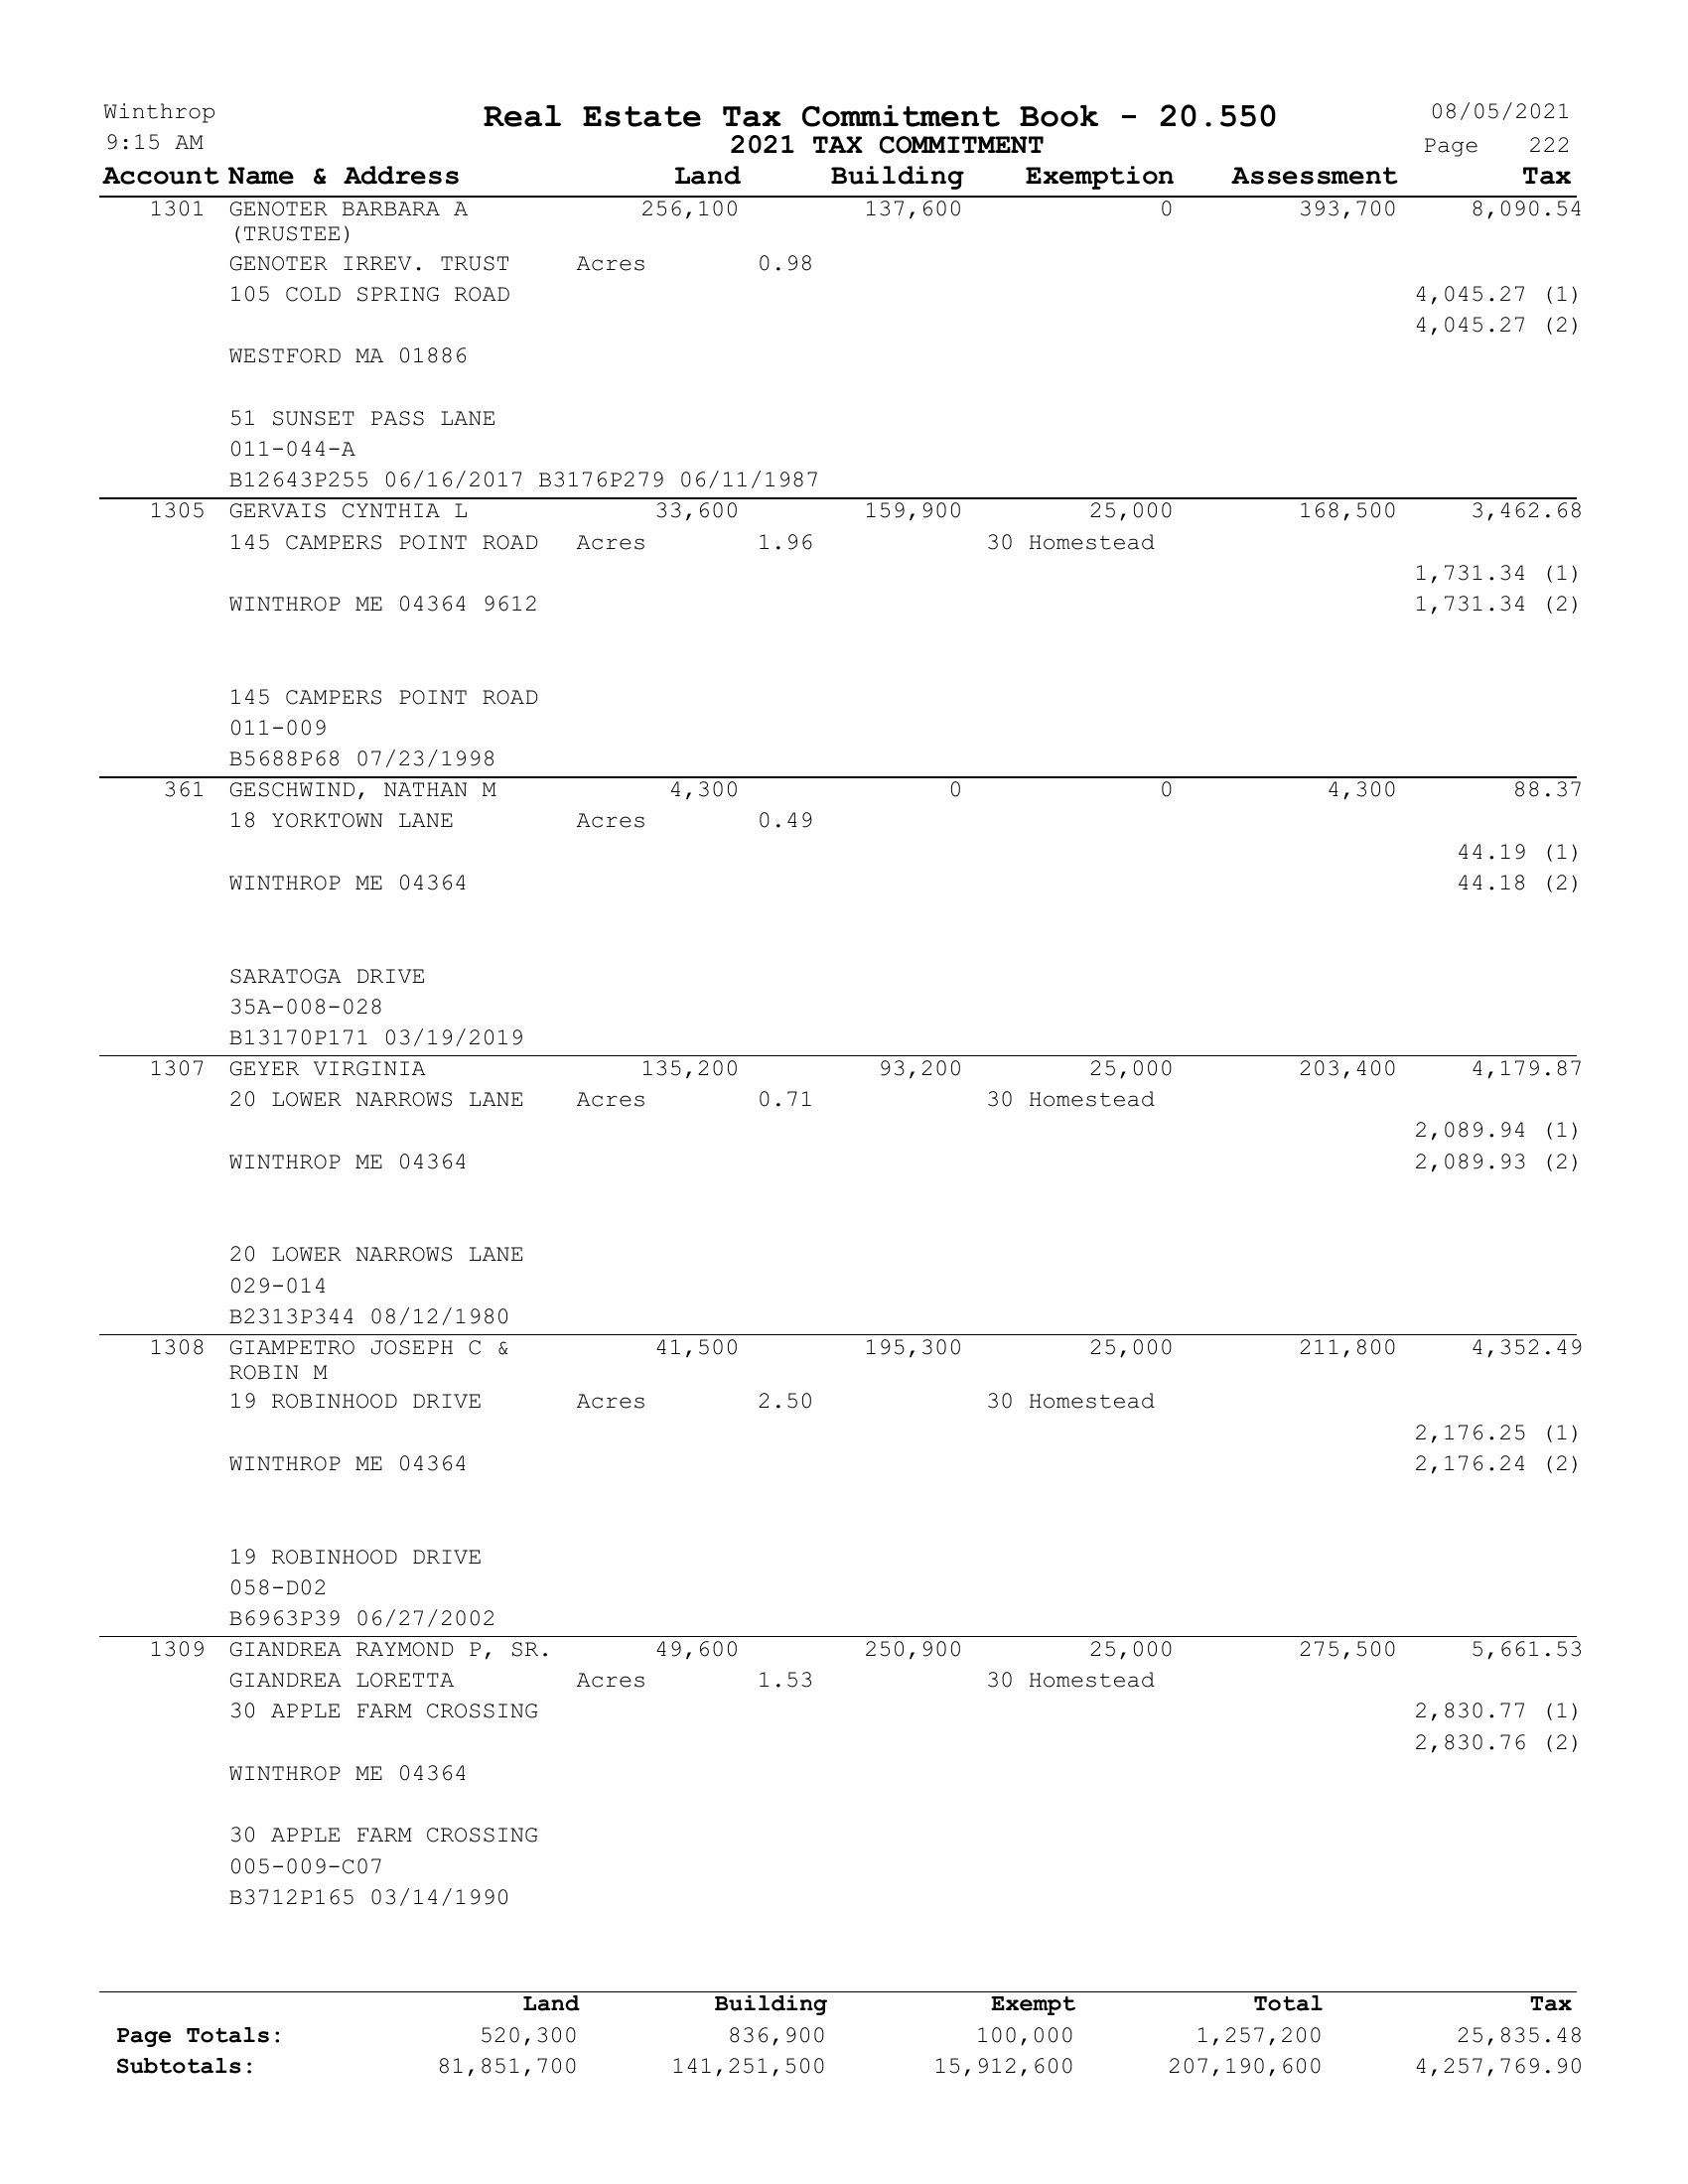 Winthrop Real Estate Tax Commitment Book - 20.550 08/05/2021
9:15 AM 2021 TAX COMMITMENT Page 222
Account Name & Address Land Building Exemption Assessment Tax
1301 GENOTER BARBARA A 256,100 137,600 0 393,700 8,090.54
(TRUSTEE)
GENOTER IRREV. TRUST Acres 0.98
105 COLD SPRING ROAD 4,045.27 (1)
4,045.27 (2)
WESTFORD MA 01886
51 SUNSET PASS LANE
011-044-A
B12643P255 06/16/2017 B3176P279 06/11/1987
1305 GERVAIS CYNTHIA L 33,600 159,900 25,000 168,500 3,462.68
145 CAMPERS POINT ROAD Acres 1.96 30 Homestead
1,731.34 (1)
WINTHROP ME 04364 9612 1,731.34 (2)
145 CAMPERS POINT ROAD
011-009
B5688P68 07/23/1998
361 GESCHWIND, NATHAN M 4,300 0 0 4,300 88.37
18 YORKTOWN LANE Acres 0.49
44.19 (1)
WINTHROP ME 04364 44.18 (2)
SARATOGA DRIVE
35A-008-028
B13170P171 03/19/2019
1307 GEYER VIRGINIA 135,200 93,200 25,000 203,400 4,179.87
20 LOWER NARROWS LANE Acres 0.71 30 Homestead
2,089.94 (1)
WINTHROP ME 04364 2,089.93 (2)
20 LOWER NARROWS LANE
029-014
B2313P344 08/12/1980
1308 GIAMPETRO JOSEPH C & 41,500 195,300 25,000 211,800 4,352.49
ROBIN M
19 ROBINHOOD DRIVE Acres 2.50 30 Homestead
2,176.25 (1)
WINTHROP ME 04364 2,176.24 (2)
19 ROBINHOOD DRIVE
058-D02
B6963P39 06/27/2002
1309 GIANDREA RAYMOND P, SR. 49,600 250,900 25,000 275,500 5,661.53
GIANDREA LORETTA Acres 1.53 30 Homestead
30 APPLE FARM CROSSING 2,830.77 (1)
2,830.76 (2)
WINTHROP ME 04364
30 APPLE FARM CROSSING
005-009-C07
B3712P165 03/14/1990
Land Building Exempt Total Tax
Page Totals: 520,300 836,900 100,000 1,257,200 25,835.48
Subtotals: 81,851,700 141,251,500 15,912,600 207,190,600 4,257,769.90